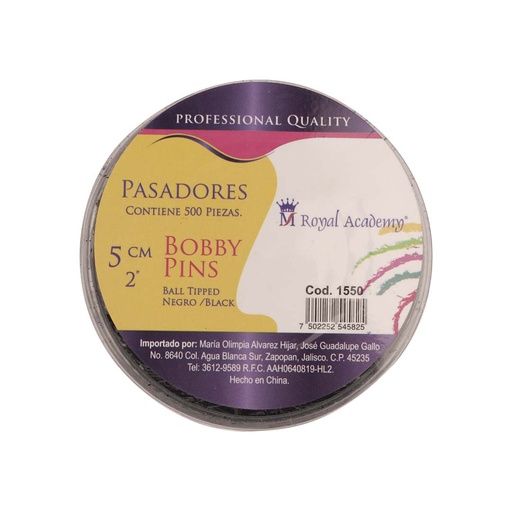 PROFESSIONAL QUALITY
PASADORES
CONTIENE 500 PIEZAS.
M Royal Academy®
5 CM
2"
BOBBY
PINS
BALL TIPPED
NEGRO /BLACK
Cod. 1550
7 502252 545825
Importado por: María Olimpia Alvarez Hijar, José Guadalupe Gallo
No. 8640 Col. Agua Blanca Sur, Zapopan, Jalisco. C.P. 45235
Tel: 3612-9589 R.F.C. AAH0640819-HL2.
Hecho en China.